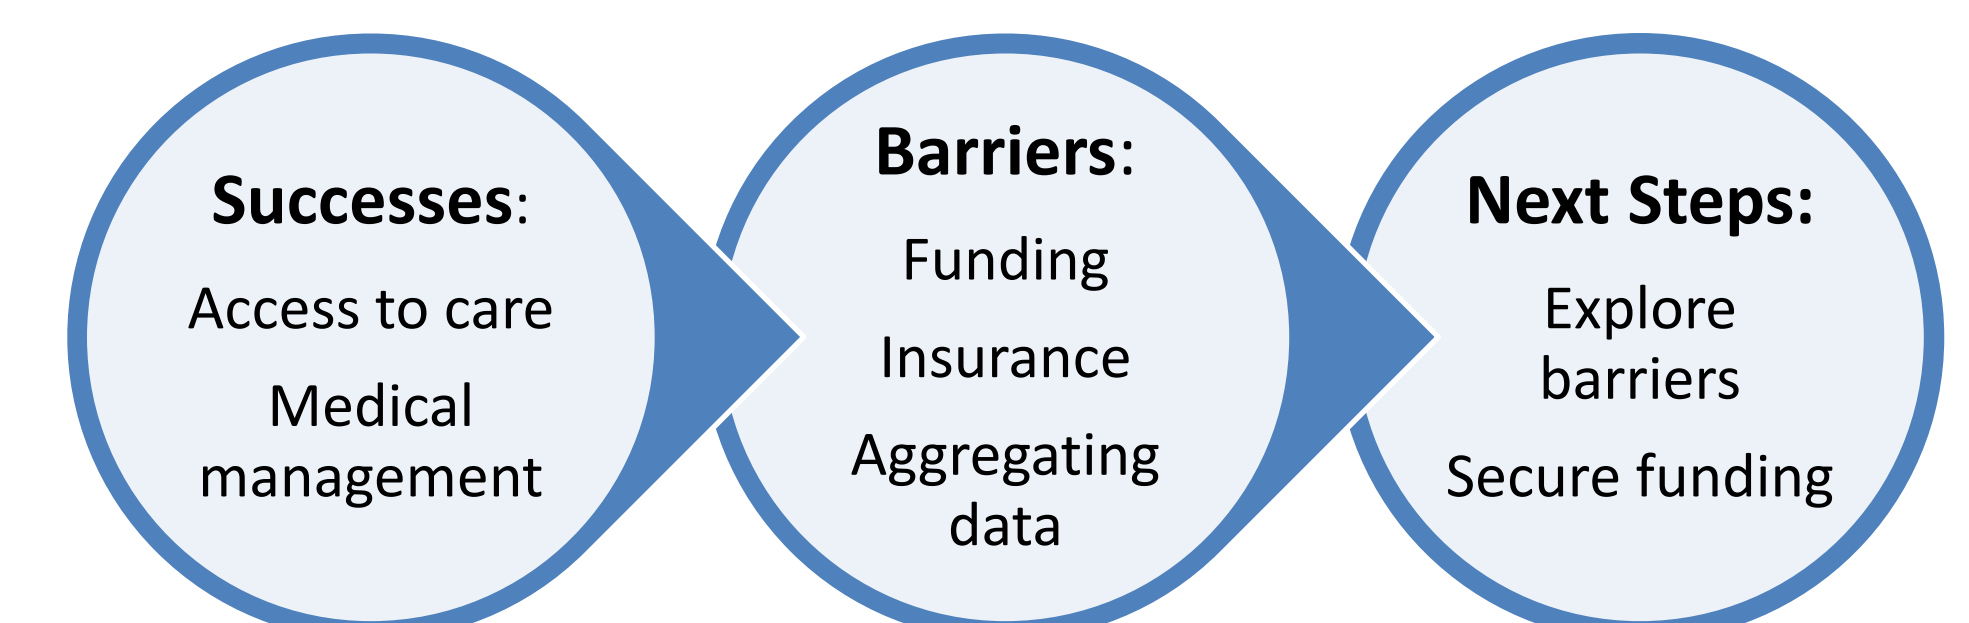 Successes:
Access to care
Medical
management
Barriers:
Funding
Insurance
Aggregating
data
Next Steps:
Explore
barriers
Secure funding